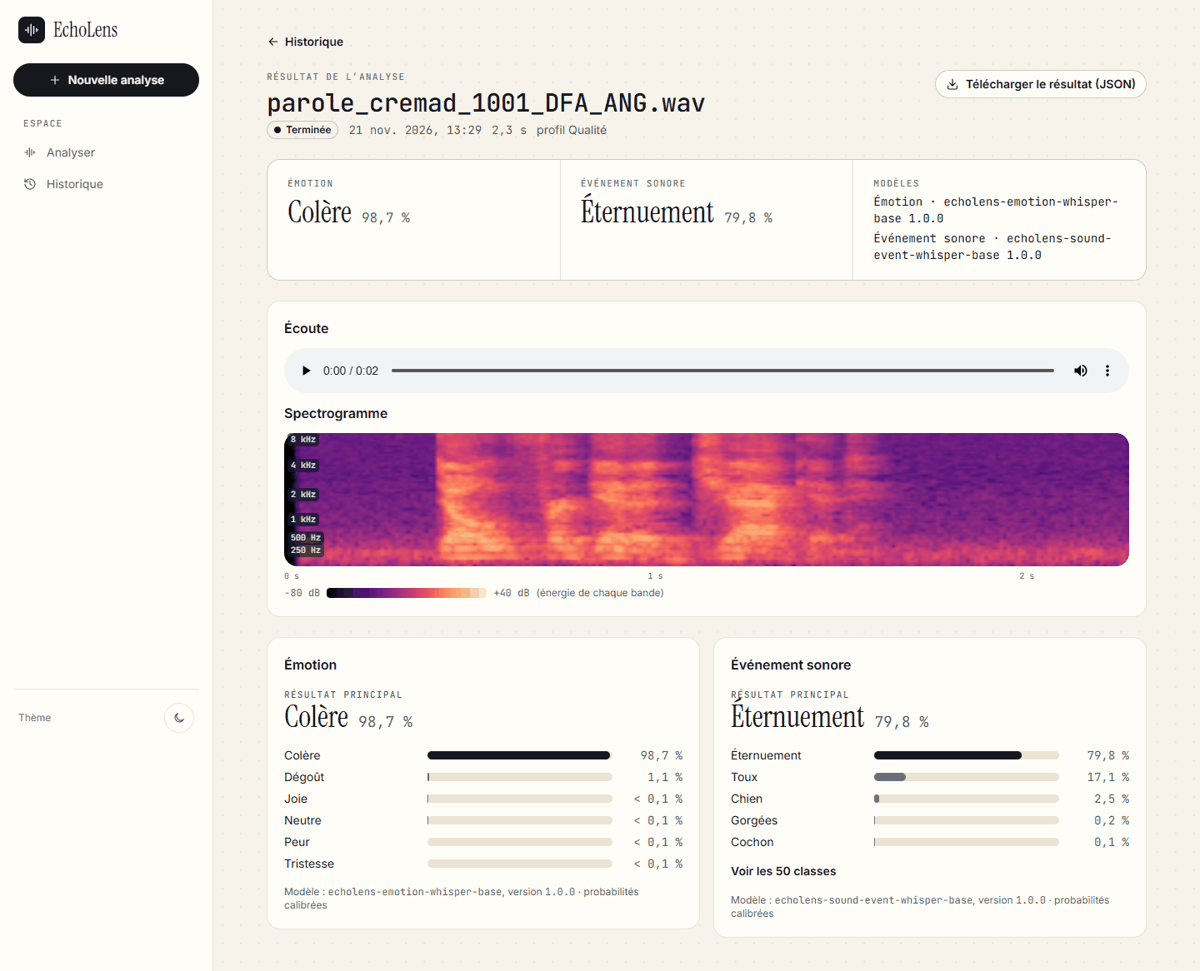 EchoLens
+ Nouvelle analyse
ESPACE
Analyser
Historique
Thème
← Historique
RÉSULTAT DE L'ANALYSE
parole_cremad_1001_DFA_ANG.wav
Télécharger le résultat (JSON)
Terminée 21 nov. 2026, 13:29 2,3 s profil Qualité
ÉMOTION
Colère 98,7 %
ÉVÉNEMENT SONORE
Éternuement 79,8 %
MODÈLES
Émotion · echolens-emotion-whisper-
base 1.0.0
Événement sonore · echolens-sound-
event-whisper-base 1.0.0
Écoute
0:00 / 0:02
Spectrogramme
8 kHz
4 kHz
2 kHz
1 kHz
500 Hz
250 Hz
0 s 1 s 2 s
-80 dB +40 dB (énergie de chaque bande)
Émotion
RÉSULTAT PRINCIPAL
Colère 98,7 %
Colère 98,7 %
Dégoût 1,1 %
Joie < 0,1 %
Neutre < 0,1 %
Peur < 0,1 %
Tristesse < 0,1 %
Modèle : echolens-emotion-whisper-base, version 1.0.0 · probabilités
calibrées
Événement sonore
RÉSULTAT PRINCIPAL
Éternuement 79,8 %
Éternuement 79,8 %
Toux 17,1 %
Chien 2,5 %
Gorgées 0,2 %
Cochon 0,1 %
Voir les 50 classes
Modèle : echolens-sound-event-whisper-base, version 1.0.0 · probabilités
calibrées